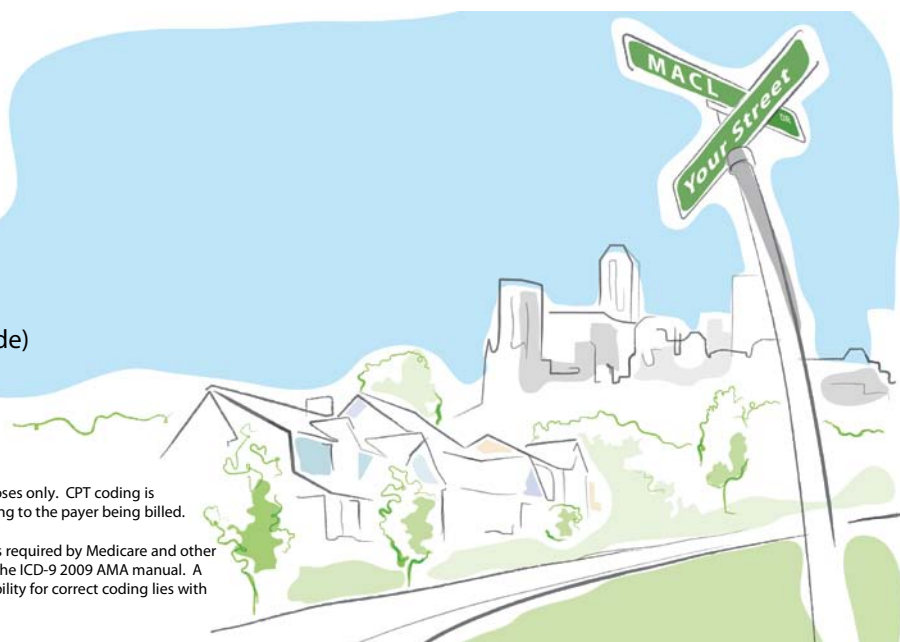 MACL
DR
Your Street
de)
oses only.  CPT coding is
ng to the payer being billed.
s required by Medicare and other
he ICD-9 2009 AMA manual.  A
bility for correct coding lies with